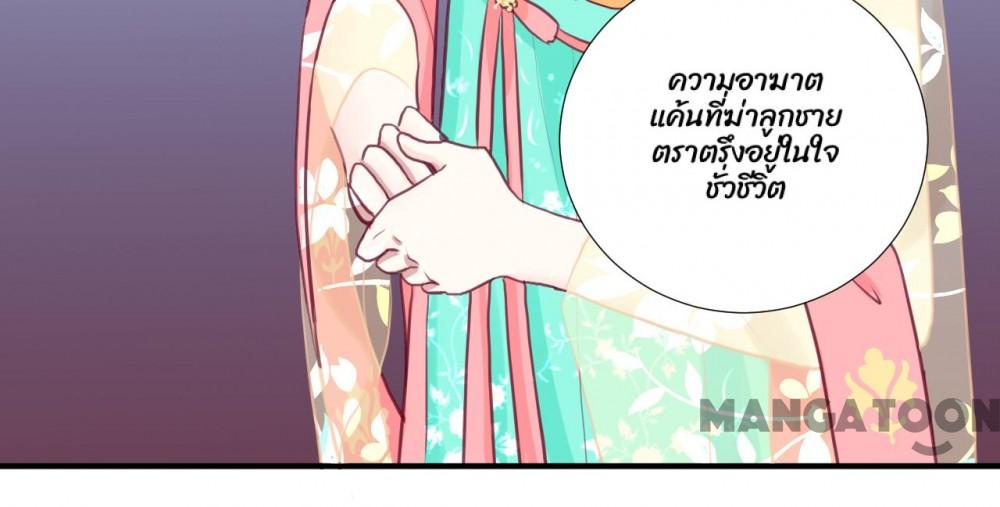 ความอาฆาต
แค้นที่ฆ่าลูกชาย
ตราตรึงอยู่ในใจ
ชั่วชีวิต
MANGATOON